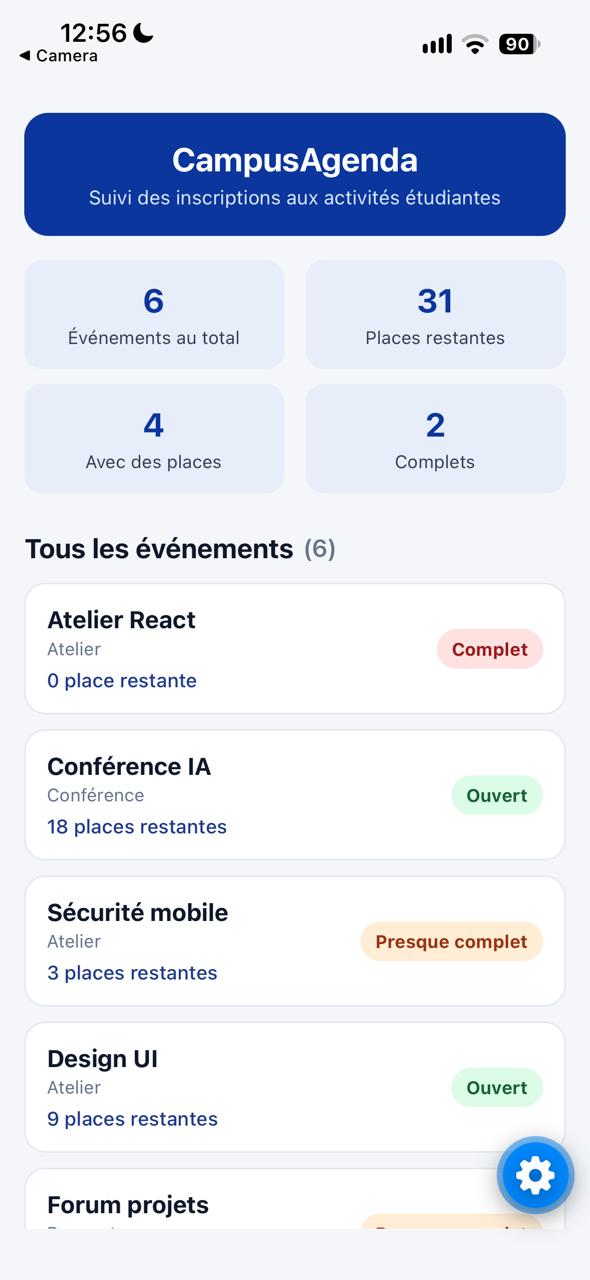 12:56
◀ Camera
90
CampusAgenda
Suivi des inscriptions aux activités étudiantes
6
Événements au total
31
Places restantes
4
Avec des places
2
Complets
Tous les événements (6)
Atelier React
Atelier
0 place restante
Complet
Conférence IA
Conférence
18 places restantes
Ouvert
Sécurité mobile
Atelier
3 places restantes
Presque complet
Design UI
Atelier
9 places restantes
Ouvert
Forum projets